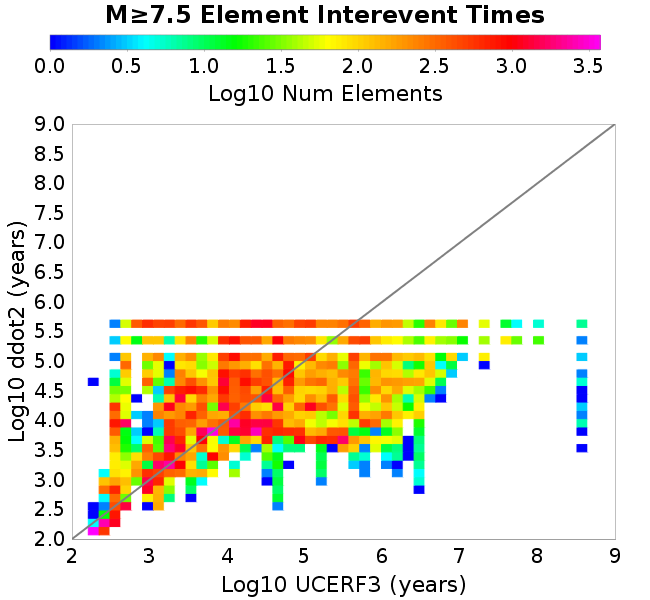 M≥7.5 Element Interevent Times
0.0 0.5 1.0 1.5 2.0 2.5 3.0 3.5
Log10 Num Elements
Log10 ddot2 (years)
9.0
8.5
8.0
7.5
7.0
6.5
6.0
5.5
5.0
4.5
4.0
3.5
3.0
2.5
2.0
2 3 4 5 6 7 8 9
Log10 UCERF3 (years)